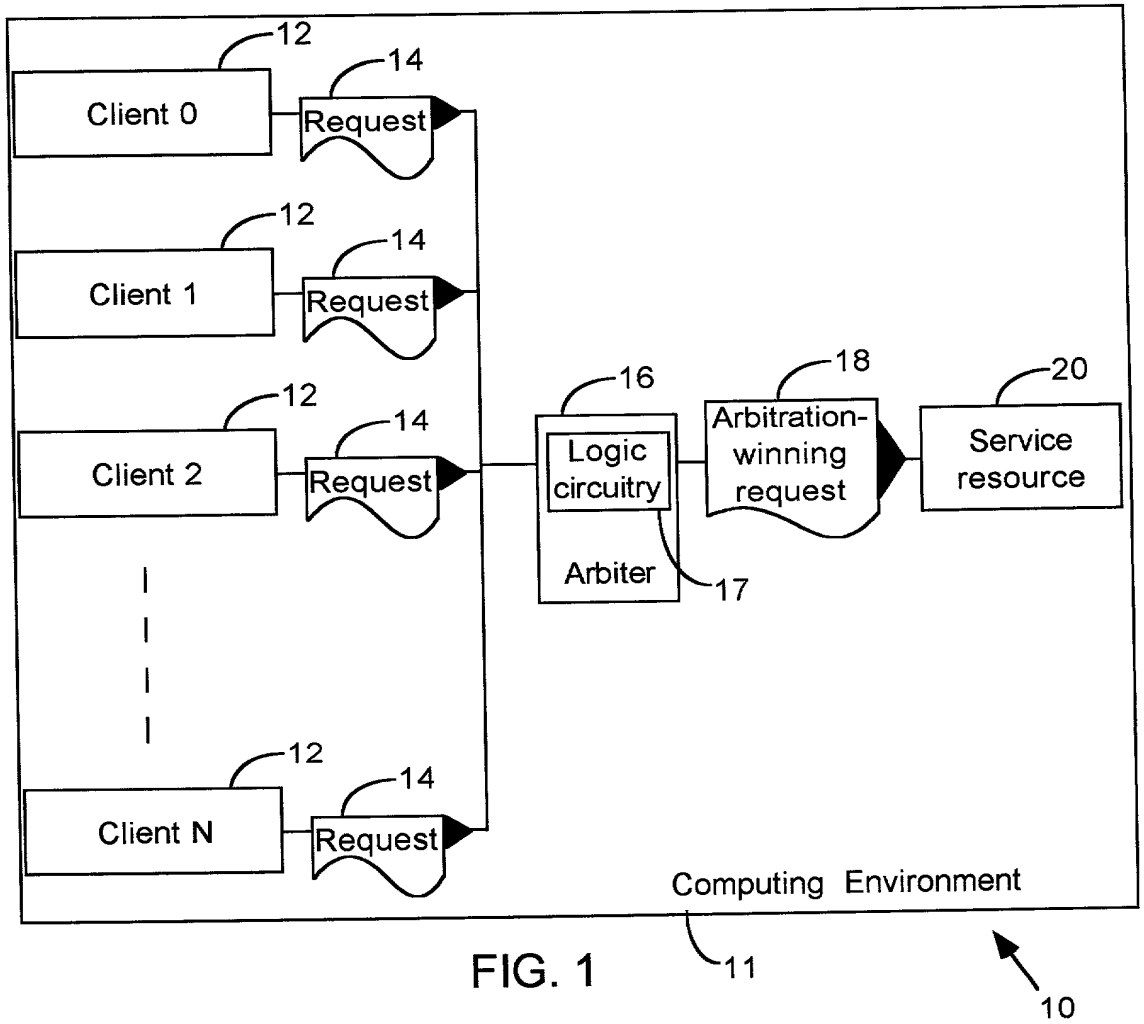 12
14
Client 0
Request
12
14
Client 1
Request
12
14
Client 2
Request
16
18
20
Logic
circuitry
Arbiter
17
Arbitration-
winning
request
Service
resource
12
14
Client N
Request
Computing Environment
11
10
FIG. 1